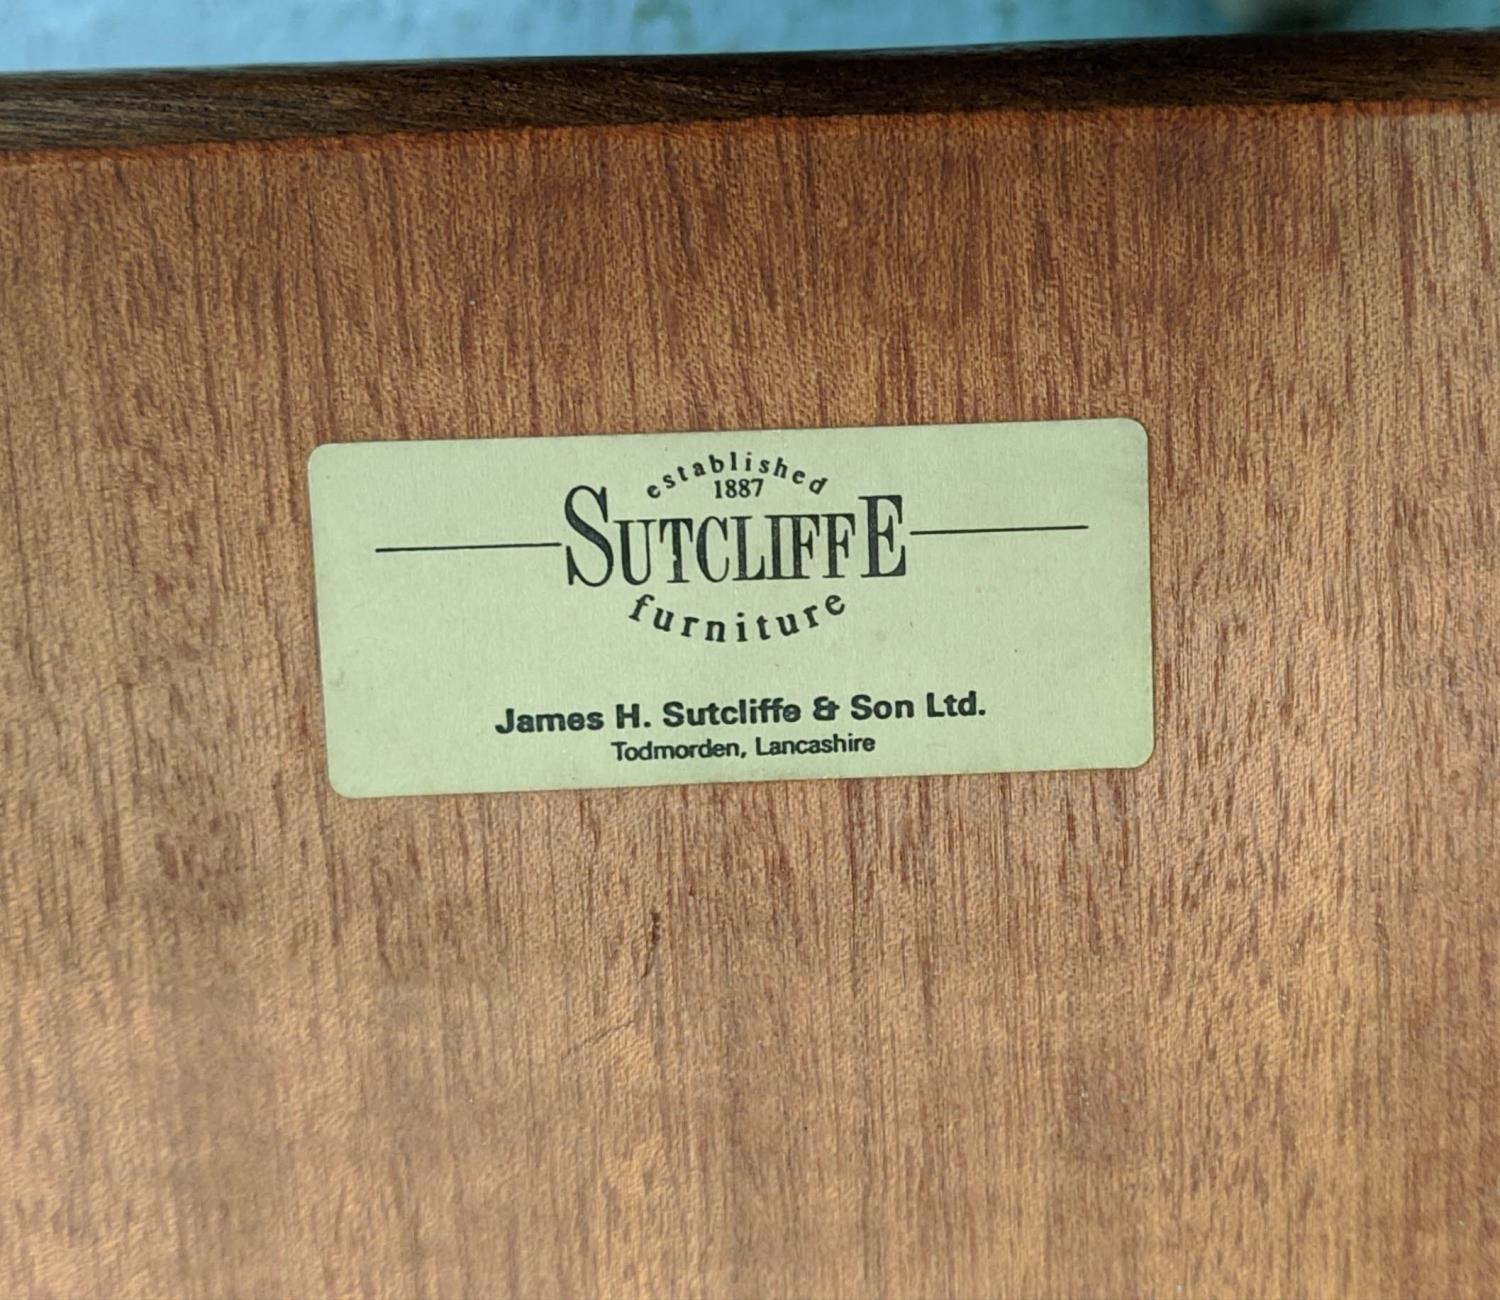 established
1887
SUTCLIFFE
furniture
James H. Sutcliffe & Son Ltd.
Todmorden, Lancashire